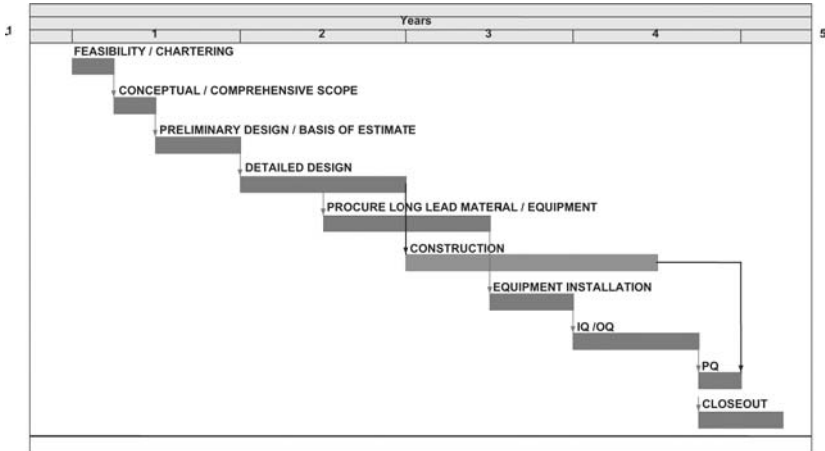 Years
.1 1 2 3 4 5
FEASIBILITY / CHARTERING
CONCEPTUAL / COMPREHENSIVE SCOPE
PRELIMINARY DESIGN / BASIS OF ESTIMATE
DETAILED DESIGN
PROCURE LONG LEAD MATERIAL / EQUIPMENT
CONSTRUCTION
EQUIPMENT INSTALLATION
IQ /OQ
PQ
CLOSEOUT